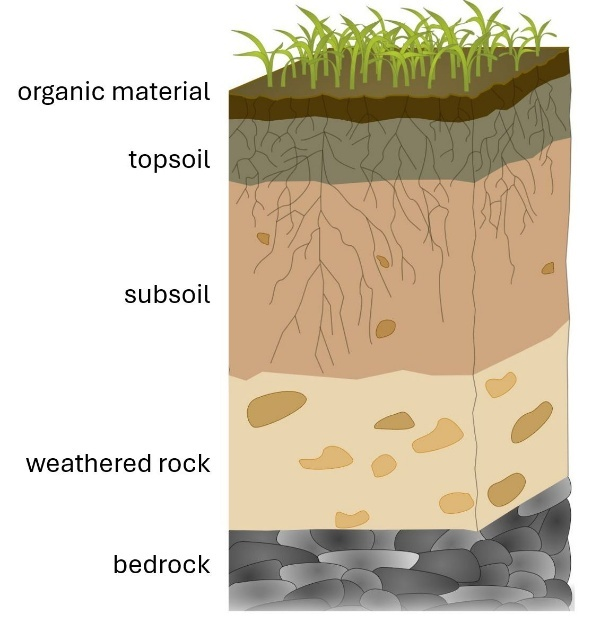 organic material
topsoil
subsoil
weathered rock
bedrock